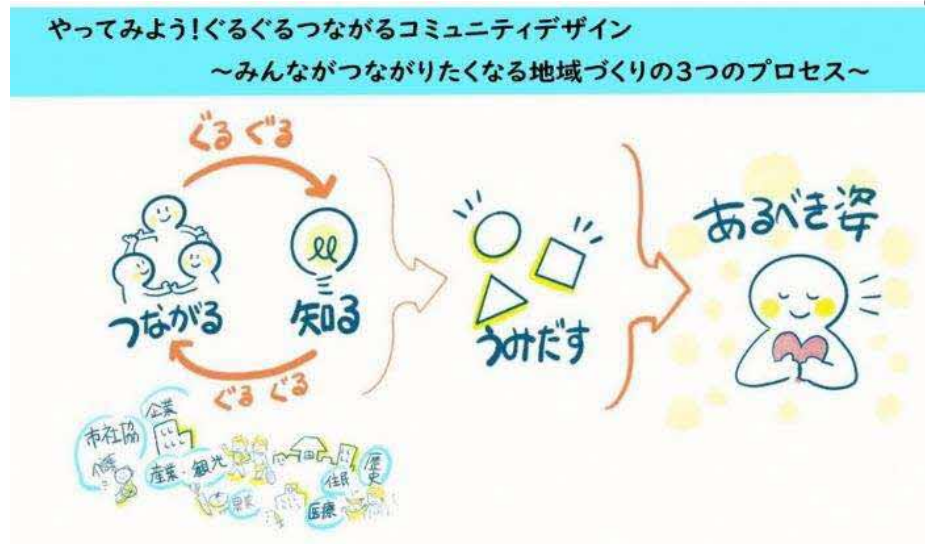 やってみよう!ぐるぐるつながるコミュニティデザイン
~みんながつながりたくなる地域づくりの3つのプロセス~
ぐるぐる
つながる
知る
ぐるぐる
うみだす
あるべき姿
市社協
企業
産業・観光
住民
歴史
医療